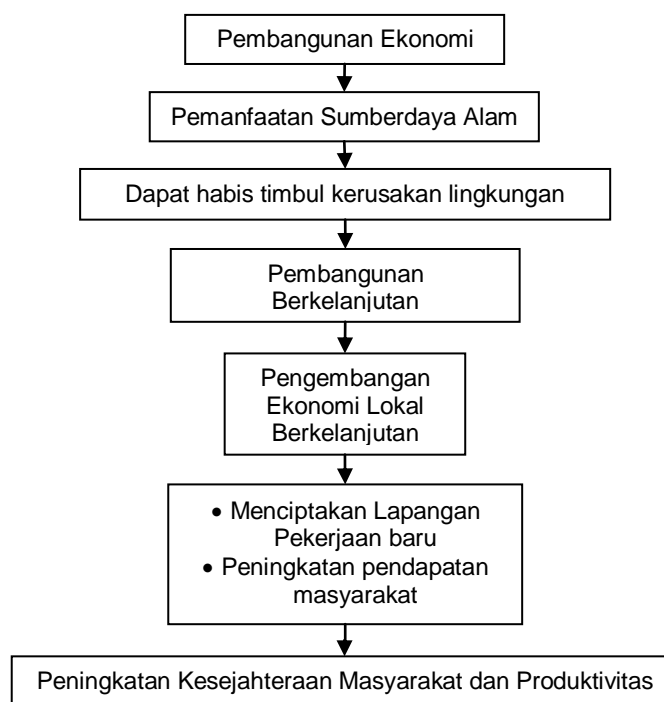 Pembangunan Ekonomi
Pemanfaatan Sumberdaya Alam
Dapat habis timbul kerusakan lingkungan
Pembangunan
Berkelanjutan
Pengembangan
Ekonomi Lokal
Berkelanjutan
• Menciptakan Lapangan
Pekerjaan baru
• Peningkatan pendapatan
masyarakat
Peningkatan Kesejahteraan Masyarakat dan Produktivitas